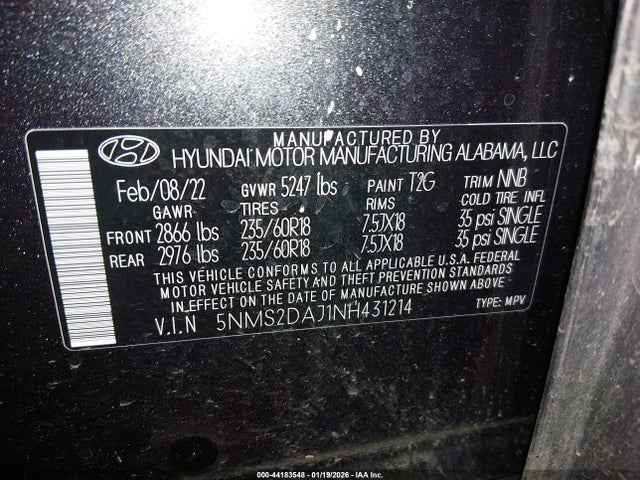 MANUFACTURED BY
HYUNDAI MOTOR MANUFACTURING ALABAMA, LLC
Feb/08/22 GVWR 5247 lbs PAINT T2G TRIM NNB
GAWR TIRES RIMS COLD TIRE INFL
FRONT 2866 lbs 235/60R18 7.5JX18 35 psi SINGLE
REAR 2976 lbs 235/60R18 7.5JX18 35 psi SINGLE
THIS VEHICLE CONFORMS TO ALL APPLICABLE U.S.A. FEDERAL
MOTOR VEHICLE SAFETY AND THEFT PREVENTION STANDARDS
IN EFFECT ON THE DATE OF MANUFACTURE SHOWN ABOVE
V.I.N 5NMS2DAJ1NH431214 TYPE: MPV
000-44183548 - 01/19/2026 - IAA Inc.